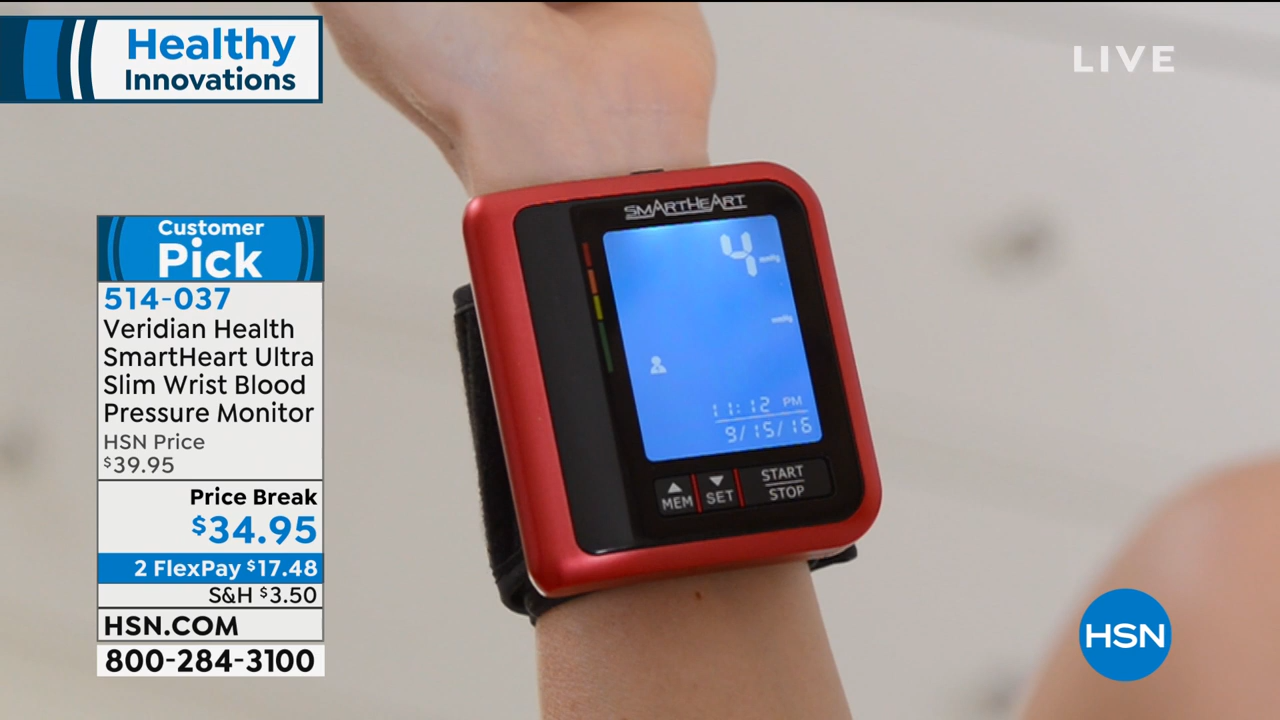 Healthy
Innovations
LIVE
Customer
Pick
514-037
Veridian Health
SmartHeart Ultra
Slim Wrist Blood
Pressure Monitor
HSN Price
$39.95
Price Break
$34.95
2 FlexPay $17.48
S&H $3.50
HSN.COM
800-284-3100
SMARTHEART
4
mmHg
mmHg
11:12 PM
9/15/16
MEM
SET
START
STOP
HSN